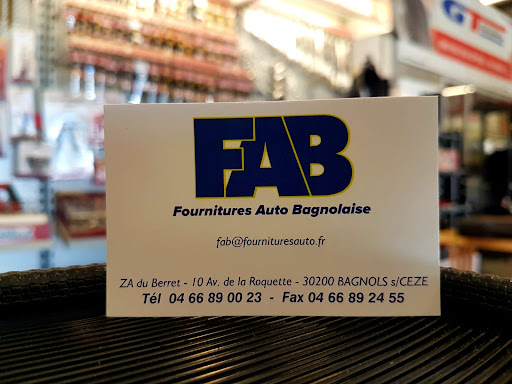 GT
FAB
Fournitures Auto Bagnolaise
fab@fournituresauto.fr
ZA du Berret - 10 Av. de la Roquette - 30200 BAGNOLS s/CEZE
Tél 04 66 89 00 23 - Fax 04 66 89 24 55